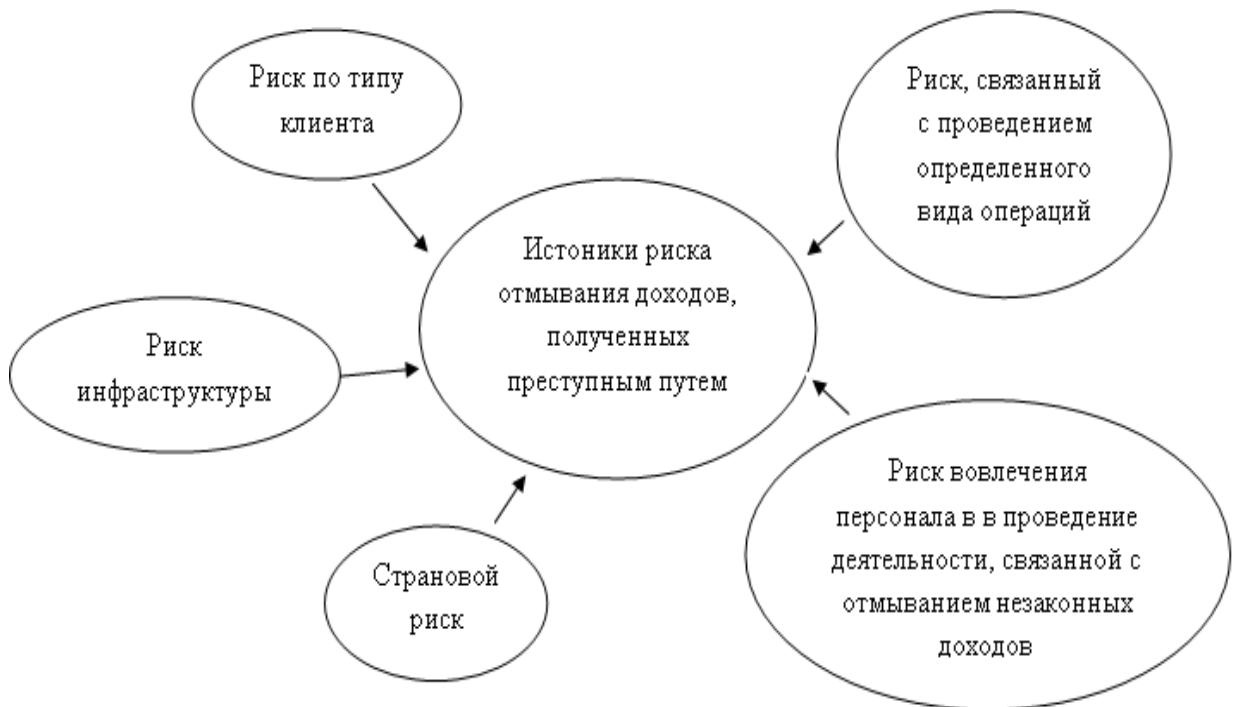 Риск по типу
клиента
Риск, связанный
с проведением
определенного
вида операций
Истоники риска
отмывания доходов,
полученных
преступным путем
Риск
инфраструктуры
Риск вовлечения
персонала в в проведение
деятельности, связанной с
отмыванием незаконных
доходов
Страновой
риск